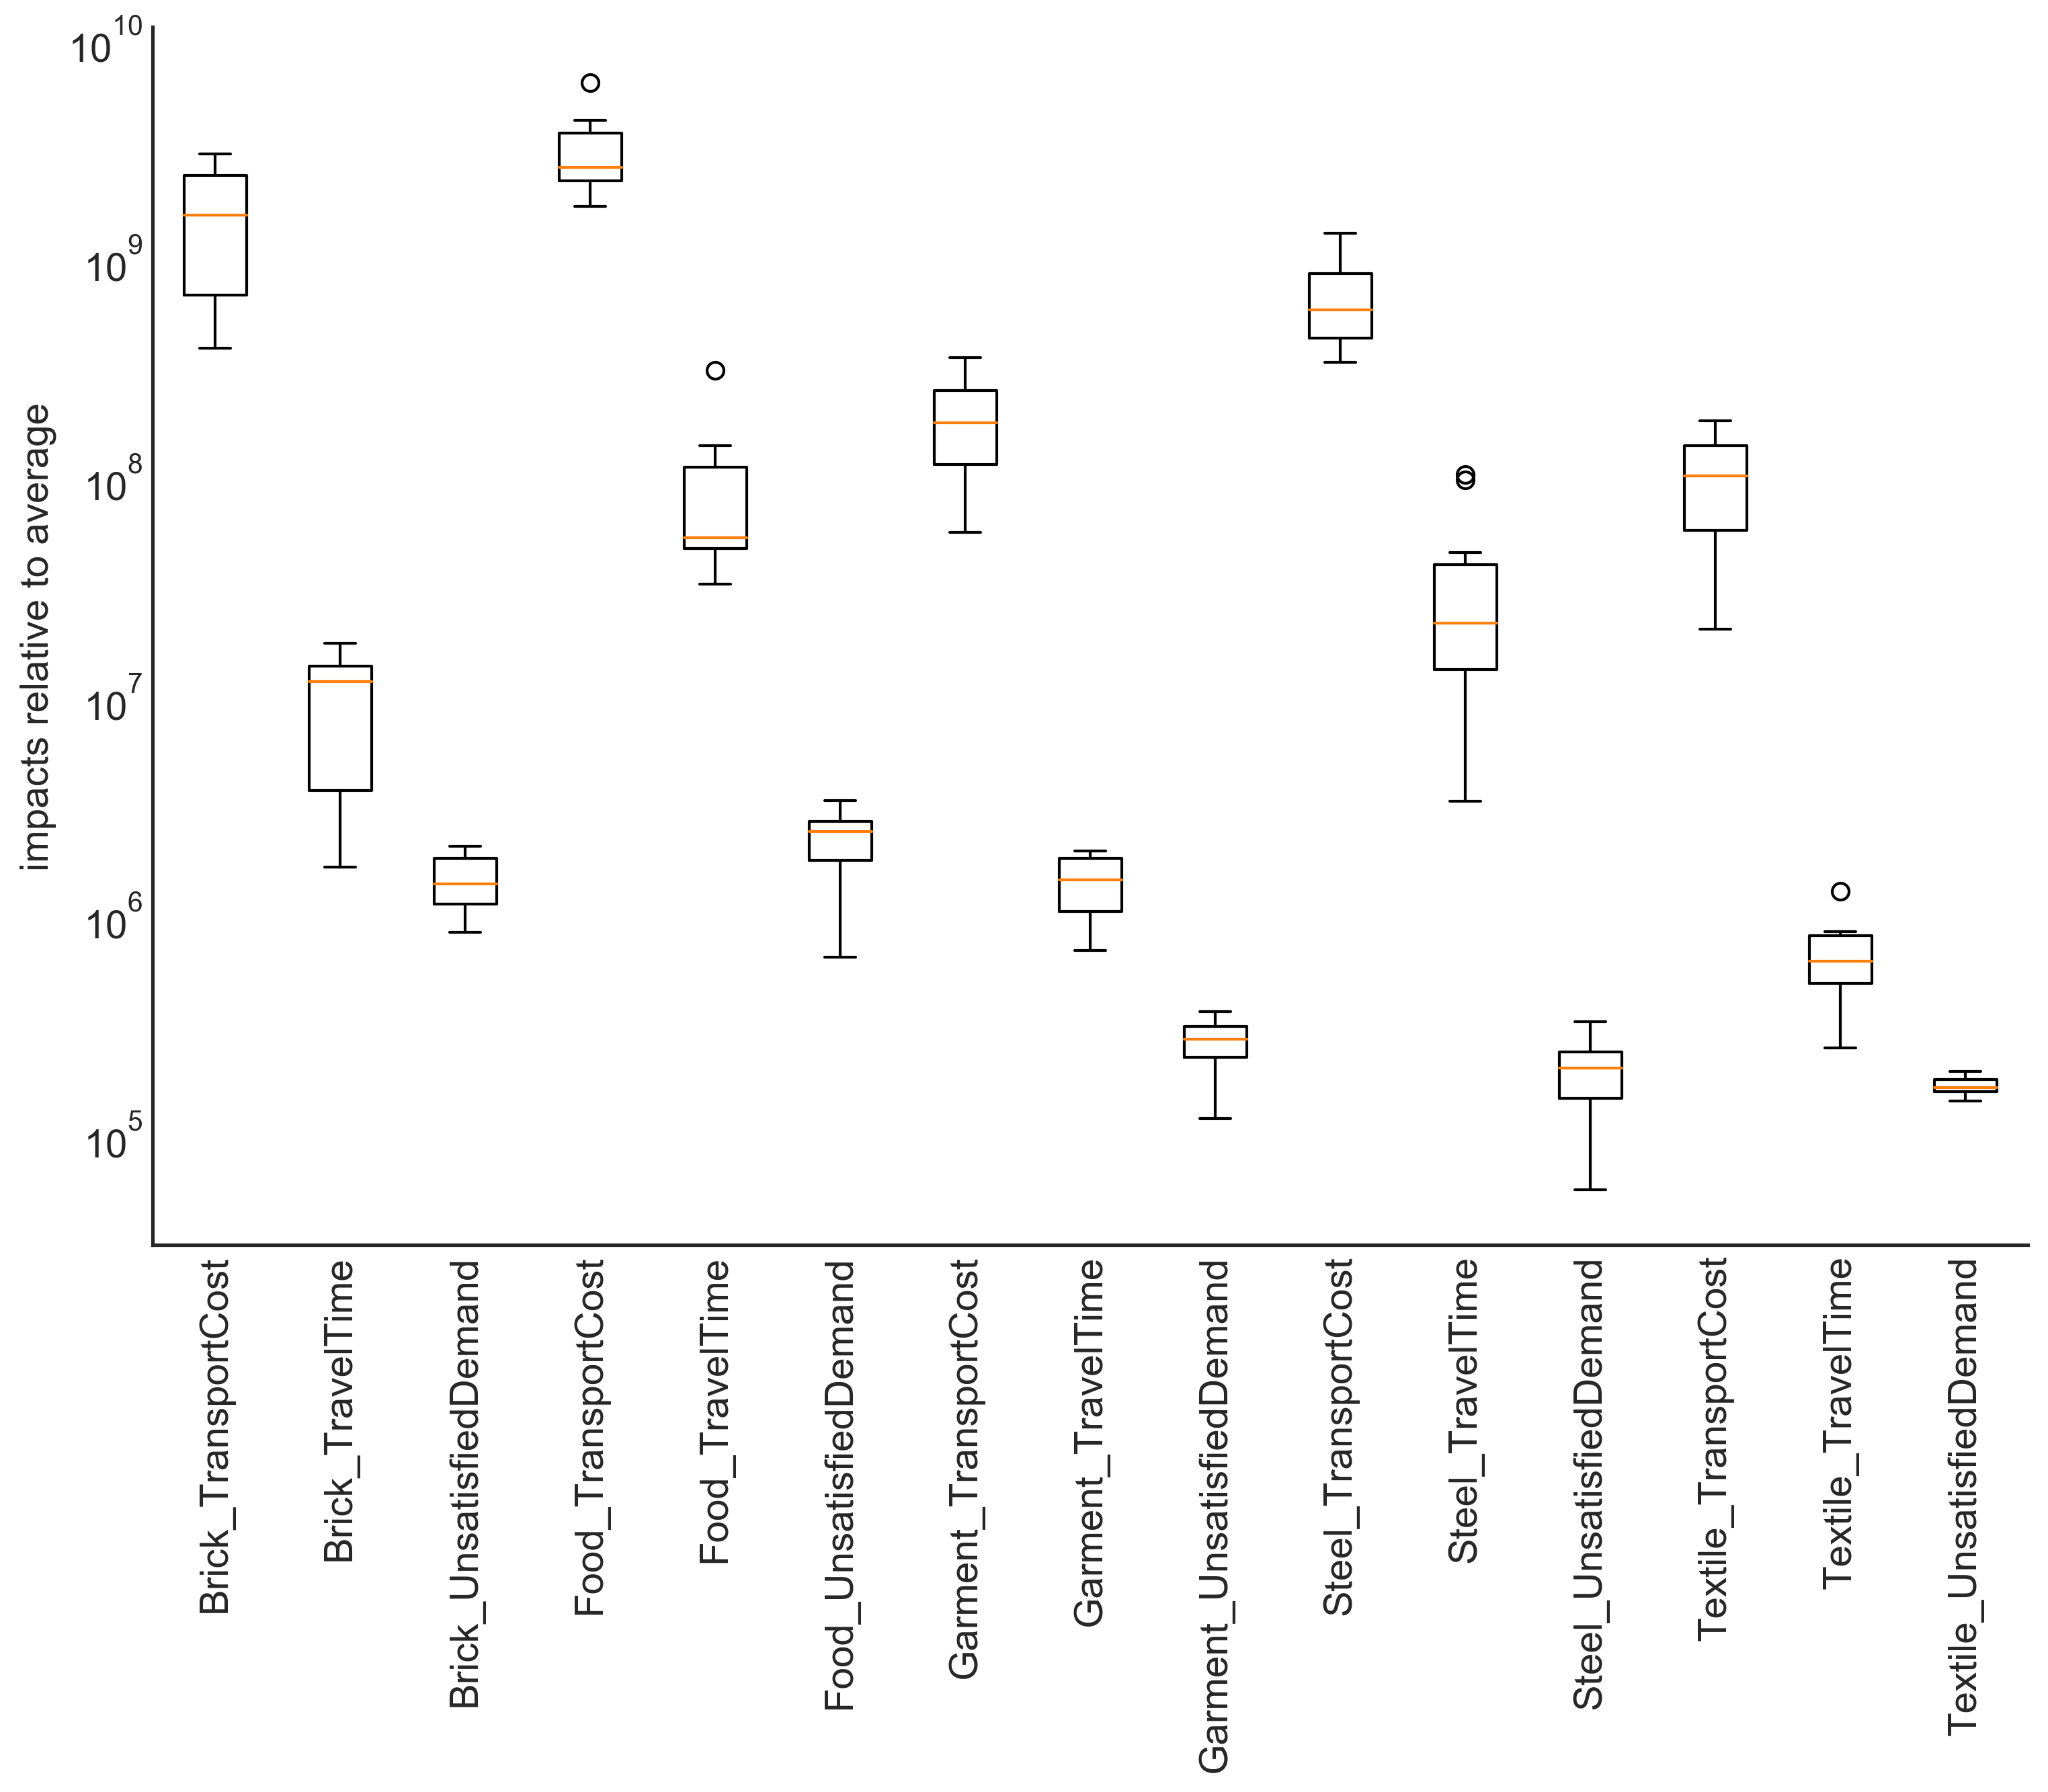 impacts relative to average
10^10
10^9
10^8
10^7
10^6
10^5
Brick_TransportCost
Brick_TravelTime
Brick_UnsatisfiedDemand
Food_TransportCost
Food_TravelTime
Food_UnsatisfiedDemand
Garment_TransportCost
Garment_TravelTime
Garment_UnsatisfiedDemand
Steel_TransportCost
Steel_TravelTime
Steel_UnsatisfiedDemand
Textile_TransportCost
Textile_TravelTime
Textile_UnsatisfiedDemand